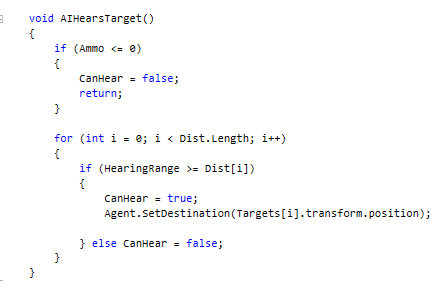 void AIHearsTarget()
{
if (Ammo <= 0)
{
CanHear = false;
return;
}
for (int i = 0; i < Dist.Length; i++)
{
if (HearingRange >= Dist[i])
{
CanHear = true;
Agent.SetDestination(Targets[i].transform.position);
} else CanHear = false;
}
}